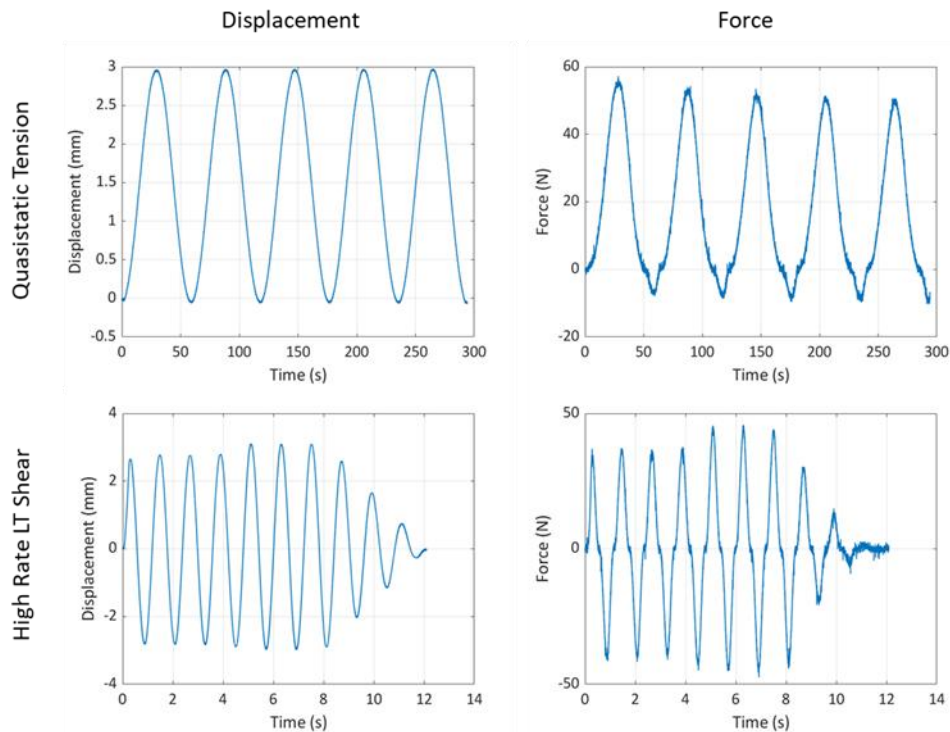 Displacement
Force
Quasistatic Tension
Displacement (mm)
3
2.5
2
1.5
1
0.5
0
-0.5
0 50 100 150 200 250 300
Time (s)
Force (N)
60
40
20
0
-20
0 50 100 150 200 250 300
Time (s)
High Rate LT Shear
Displacement (mm)
4
2
0
-2
-4
0 2 4 6 8 10 12 14
Time (s)
Force (N)
50
0
-50
0 2 4 6 8 10 12 14
Time (s)